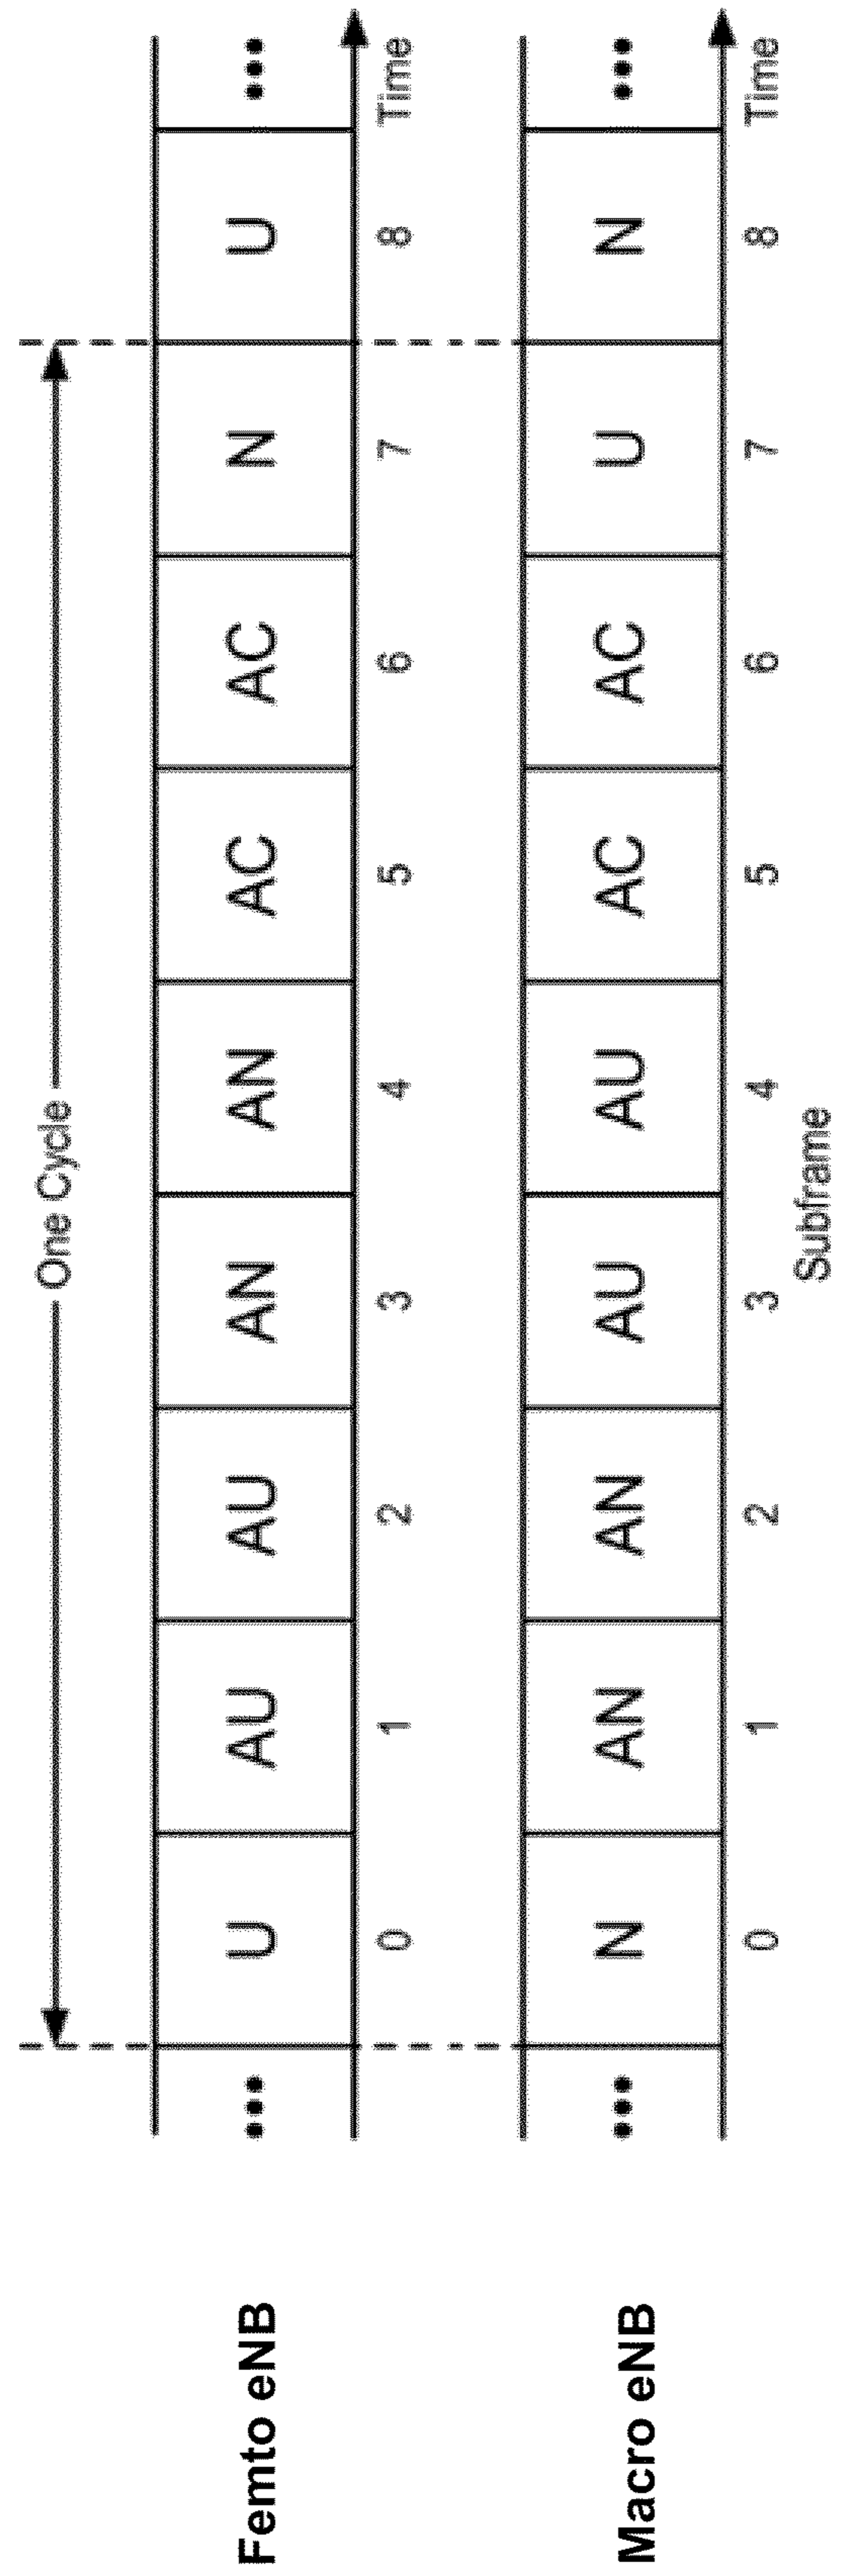 One Cycle
Femto eNB ••• U AU AU AN AN AC AC N U •••
0 1 2 3 4 5 6 7 8 Time
Macro eNB ••• N AN AN AU AU AC AC U N •••
0 1 2 3 4 5 6 7 8 Time
Subframe